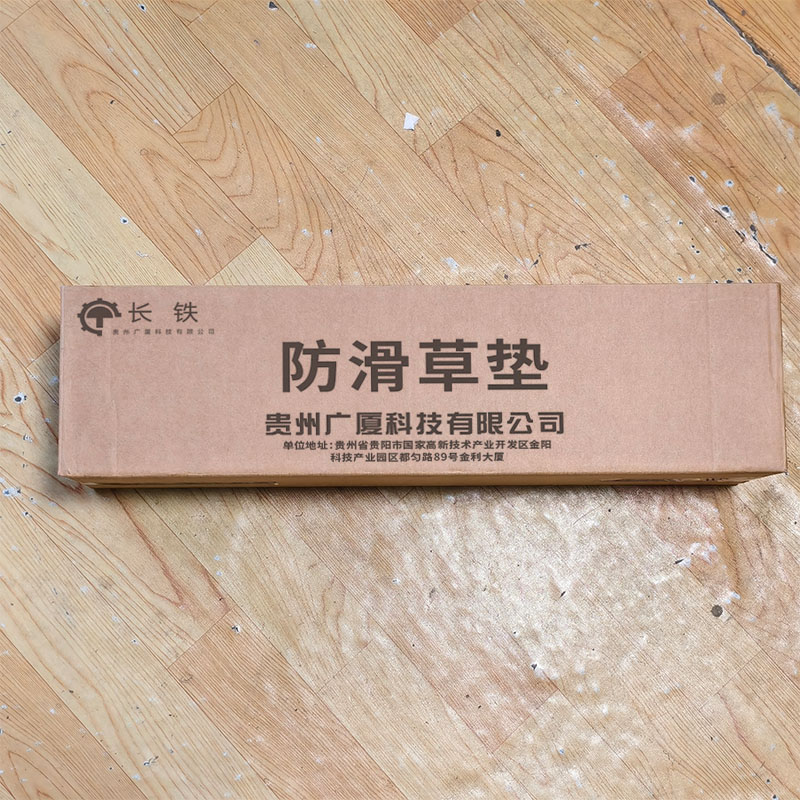 长铁
贵州广厦科技有限公司
防滑草垫
贵州广厦科技有限公司
单位地址:贵州省贵阳市国家高新技术产业开发区金阳
科技产业园区都匀路89号金利大厦